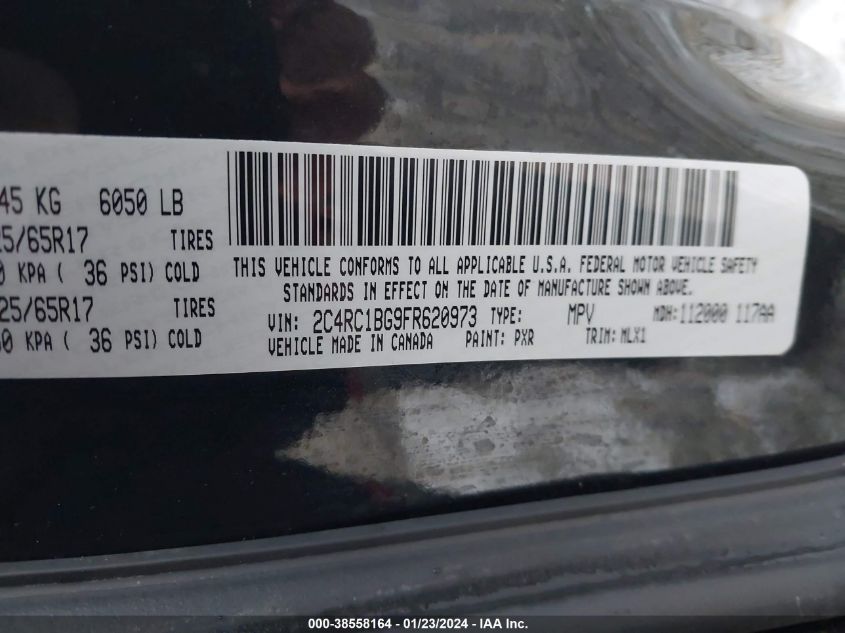 45 KG 6050 LB
25/65R17 TIRES
0 KPA ( 36 PSI) COLD
25/65R17 TIRES
50 KPA ( 36 PSI) COLD
THIS VEHICLE CONFORMS TO ALL APPLICABLE U.S.A. FEDERAL MOTOR VEHICLE SAFETY
STANDARDS IN EFFECT ON THE DATE OF MANUFACTURE SHOWN ABOVE.
VIN: 2C4RC1BG9FR620973 TYPE: MPV MDH:112000 117AA
VEHICLE MADE IN CANADA PAINT: PXR TRIM:MLX1
000-38558164 - 01/23/2024 - IAA Inc.